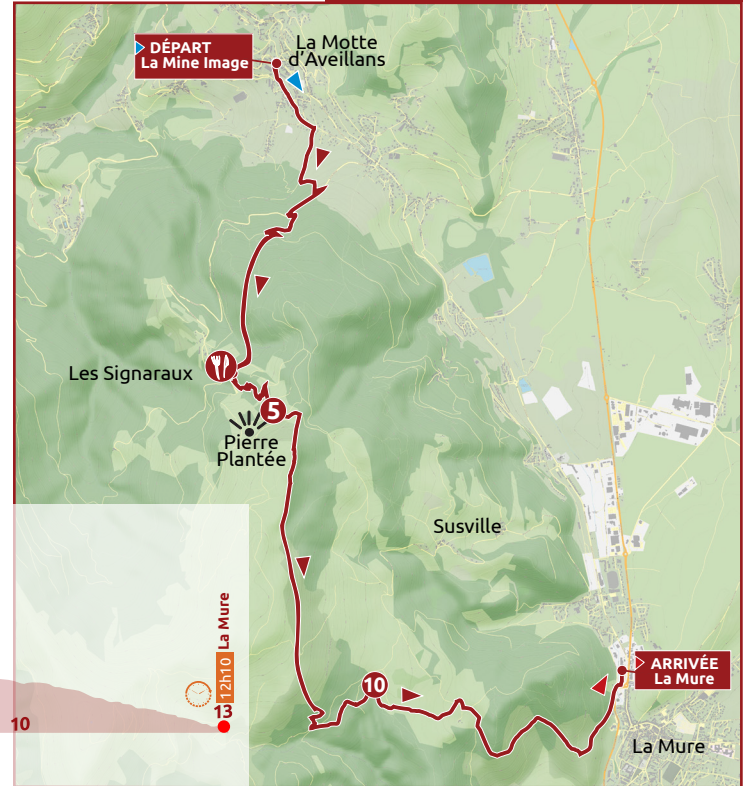 DÉPART
La Mine Image
La Motte
d'Aveillans
Les Signaraux
5
Pierre
Plantée
Susville
10
ARRIVÉE
La Mure
La Mure
La Mure
12h10
13
10